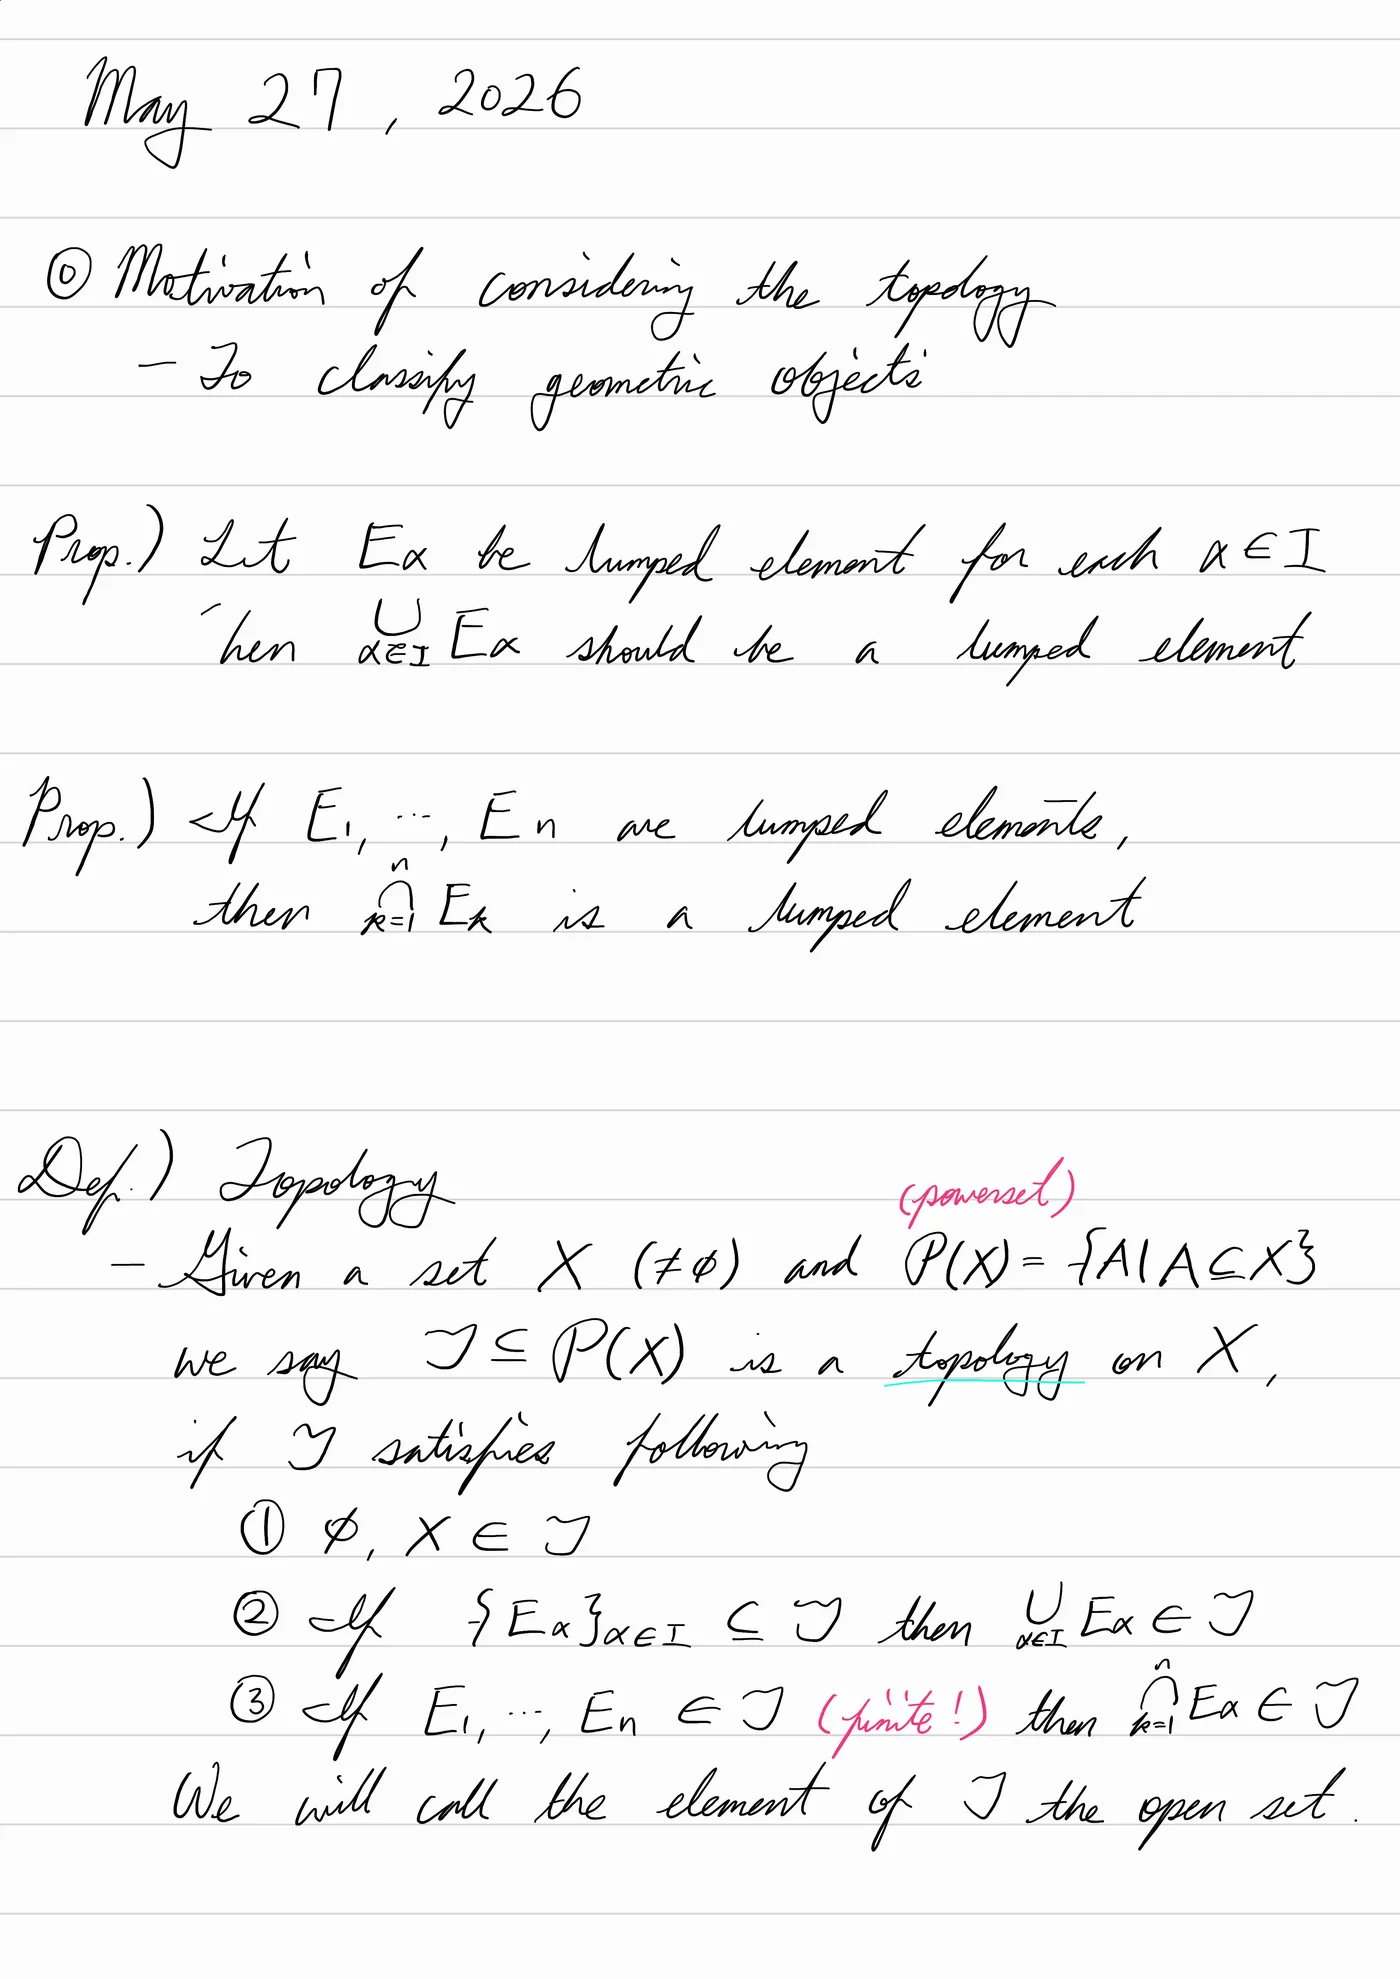 May 27, 2026
⓪ Motivation of considering the topology
- To classify geometric objects
Prop.) Let Eα be lumped element for each α ∈ I
Then ⋃_{α∈I} Eα should be a lumped element
Prop.) If E1, ⋯, En are lumped elements,
then ⋂_{k=1}^{n} Ek is a lumped element
Def.) Topology
(powerset)
- Given a set X (≠ ∅) and P(X) = {A | A ⊆ X}
we say 𝒯 ⊆ P(X) is a topology on X,
if 𝒯 satisfies following
① ∅, X ∈ 𝒯
② If {Eα}α∈I ⊆ 𝒯 then ⋃_{α∈I} Eα ∈ 𝒯
③ If E1, ⋯, En ∈ 𝒯 (finite!) then ⋂_{k=1}^{n} Eα ∈ 𝒯
We will call the element of 𝒯 the open set.